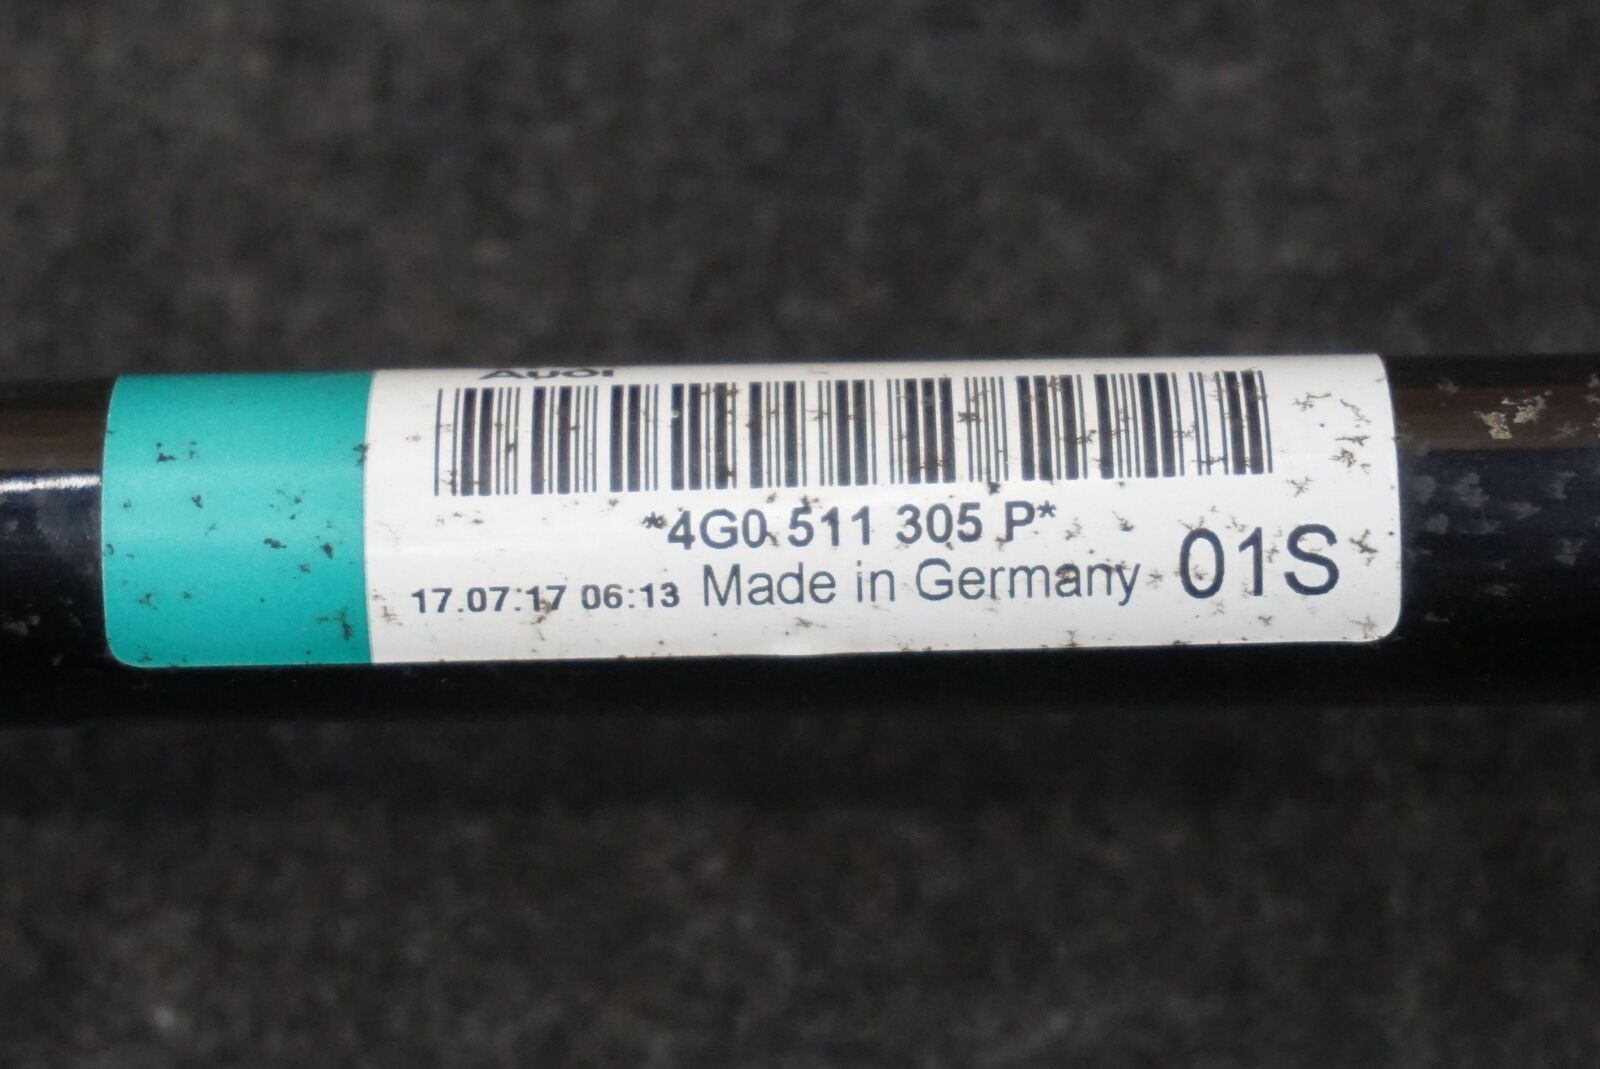 Audi
*4G0 511 305 P*
17.07.17 06:13 Made in Germany 01S